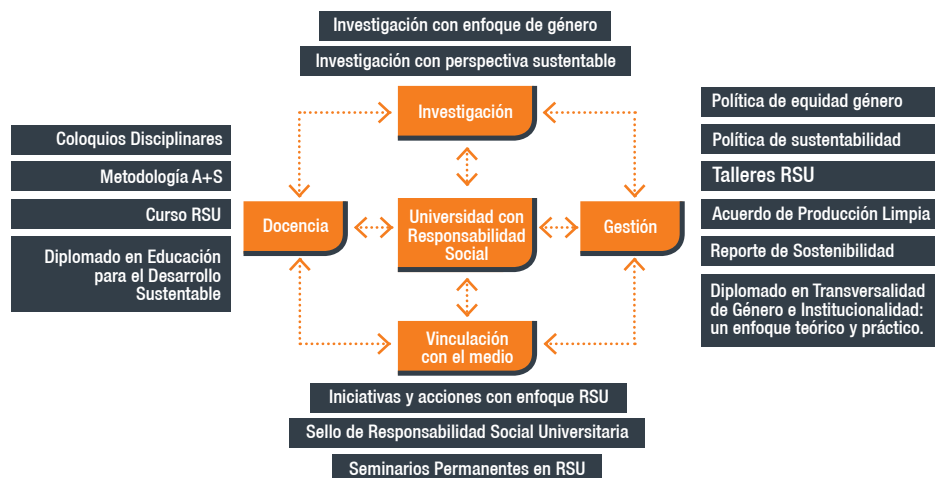 Investigación con enfoque de género
Investigación con perspectiva sustentable
Investigación
Coloquios Disciplinares
Metodología A+S
Curso RSU
Diplomado en Educación
para el Desarrollo
Sustentable
Docencia
Universidad con
Responsabilidad
Social
Gestión
Política de equidad género
Política de sustentabilidad
Talleres RSU
Acuerdo de Producción Limpia
Reporte de Sostenibilidad
Diplomado en Transversalidad
de Género e Institucionalidad:
un enfoque teórico y práctico.
Vinculación
con el medio
Iniciativas y acciones con enfoque RSU
Sello de Responsabilidad Social Universitaria
Seminarios Permanentes en RSU